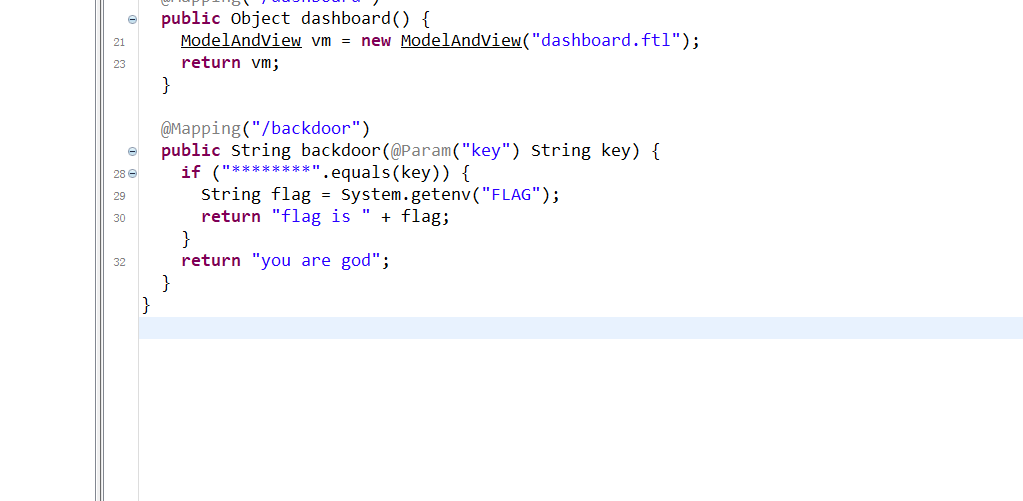 public Object dashboard() {
21 ModelAndView vm = new ModelAndView("dashboard.ftl");
23 return vm;
}
@Mapping("/backdoor")
public String backdoor(@Param("key") String key) {
28 if ("********".equals(key)) {
29 String flag = System.getenv("FLAG");
30 return "flag is " + flag;
}
32 return "you are god";
}
}